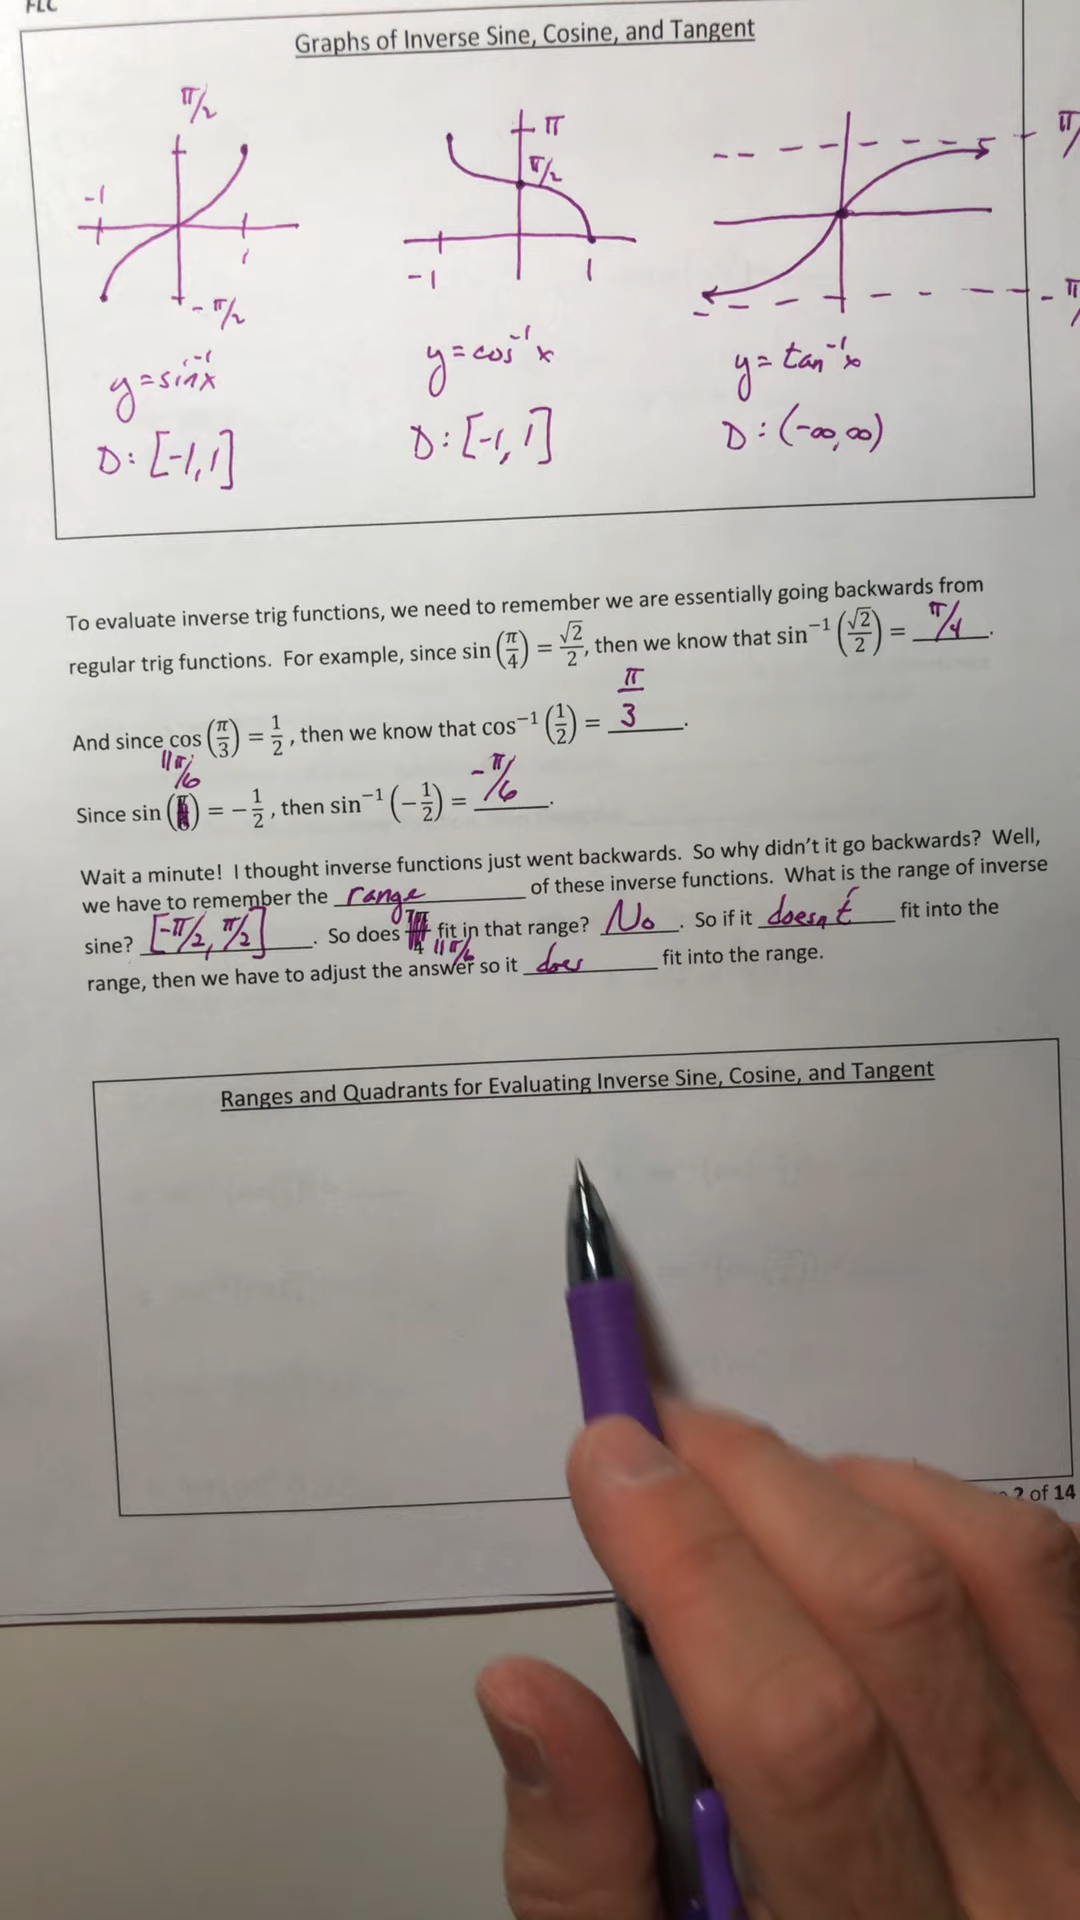 FLC
Graphs of Inverse Sine, Cosine, and Tangent
π/2
-1
1
-π/2
y = sin⁻¹x
D: [-1,1]
π
π/2
-1
1
y = cos⁻¹x
D: [-1,1]
π/
-π/
y = tan⁻¹x
D: (-∞,∞)
To evaluate inverse trig functions, we need to remember we are essentially going backwards from
regular trig functions. For example, since sin (π/4) = √2/2, then we know that sin⁻¹ (√2/2) = π/4.
And since cos (π/3) = 1/2, then we know that cos⁻¹ (1/2) = π/3.
Since sin (11π/6) = -1/2, then sin⁻¹ (-1/2) = -π/6.
Wait a minute! I thought inverse functions just went backwards. So why didn't it go backwards? Well,
we have to remember the range of these inverse functions. What is the range of inverse
sine? [-π/2, π/2]. So does 11π/6 fit in that range? No. So if it doesn't fit into the
range, then we have to adjust the answer so it does fit into the range.
Ranges and Quadrants for Evaluating Inverse Sine, Cosine, and Tangent
2 of 14